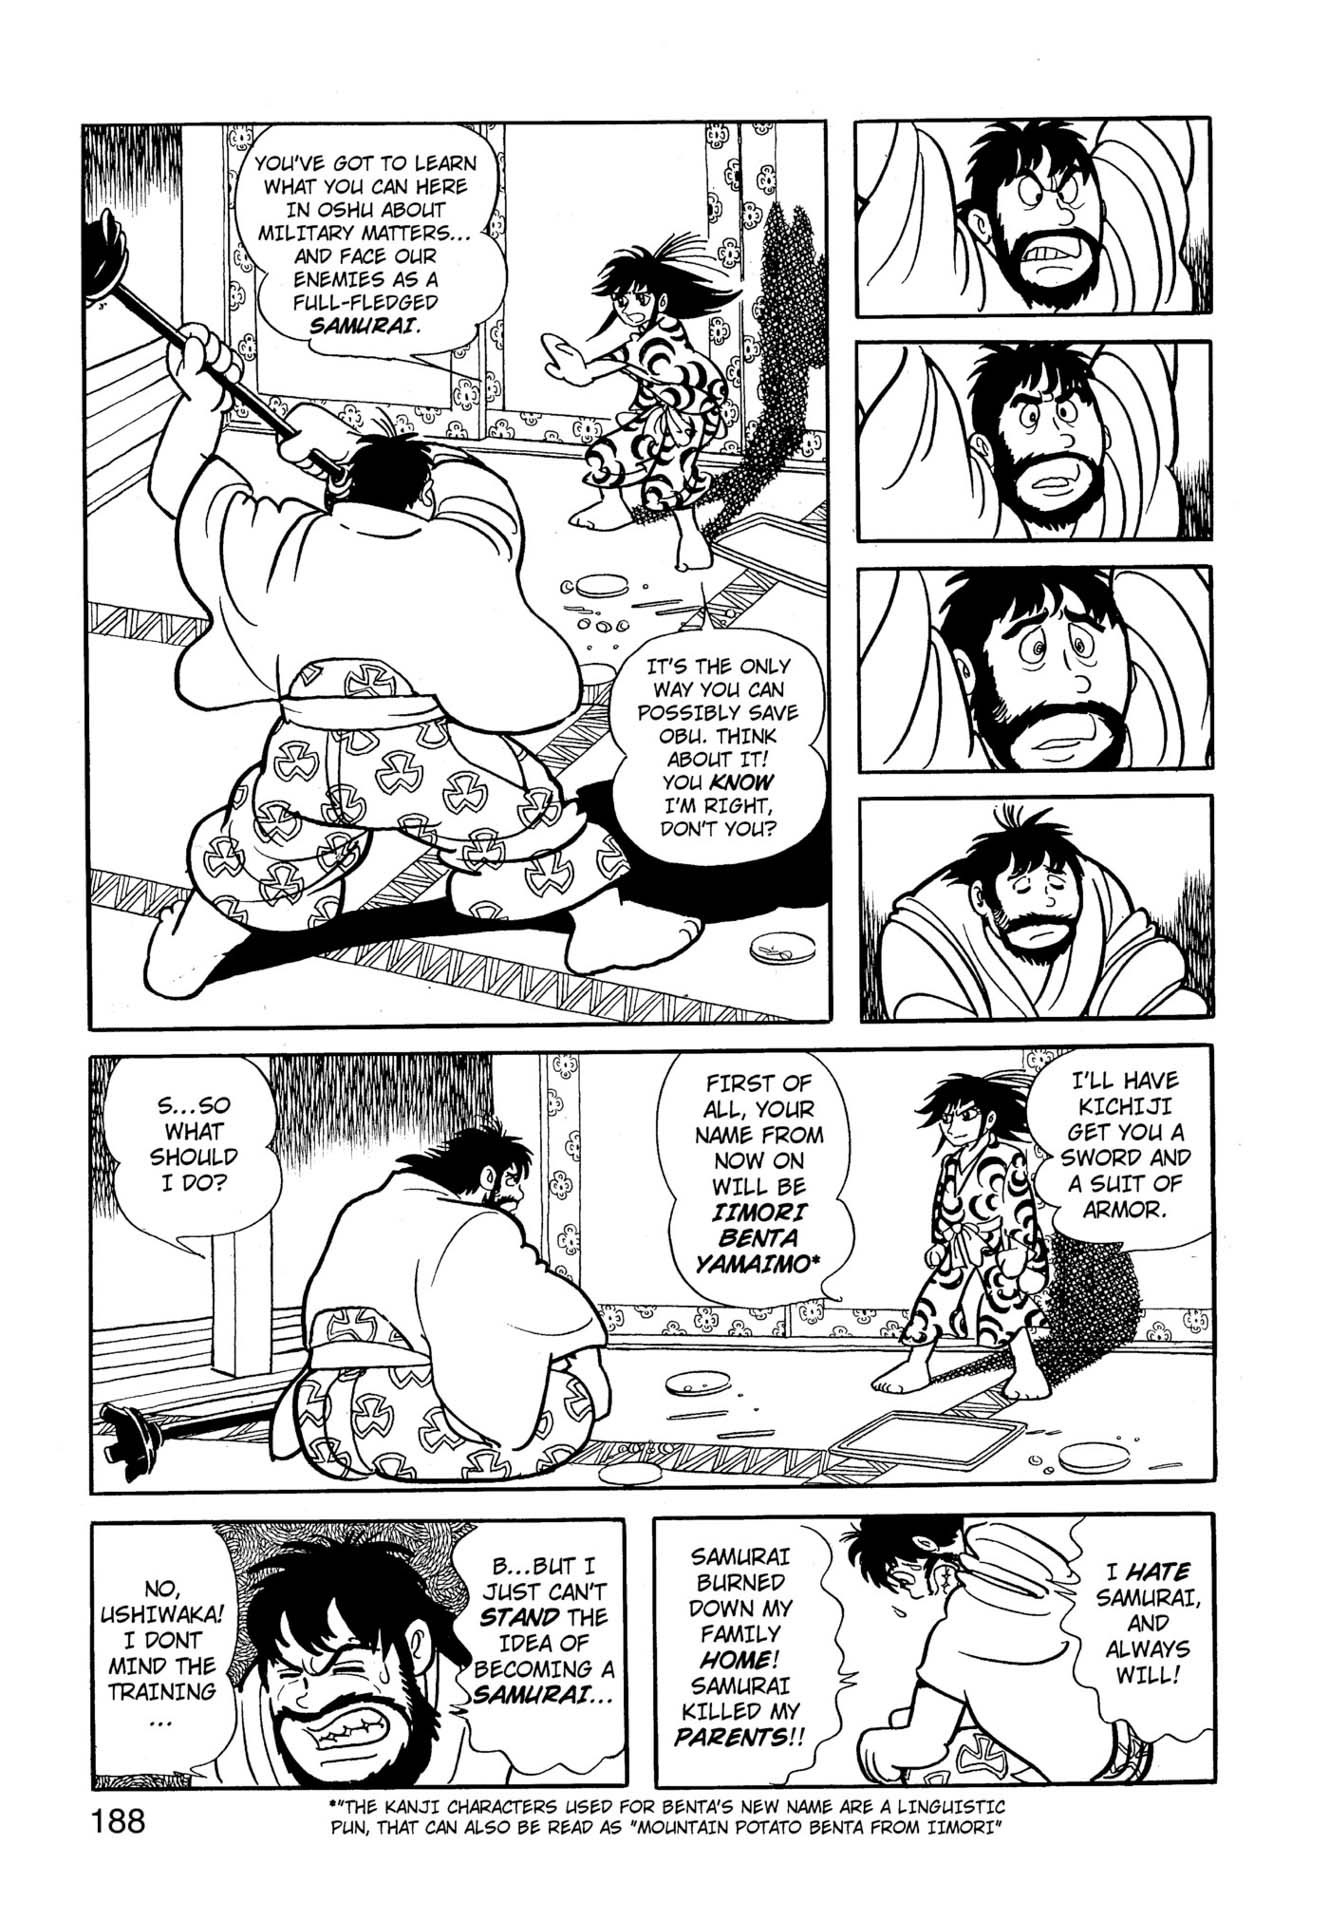 YOU'VE GOT TO LEARN
WHAT YOU CAN HERE
IN OSHU ABOUT
MILITARY MATTERS...
AND FACE OUR
ENEMIES AS A
FULL-FLEDGED
SAMURAI.
IT'S THE ONLY
WAY YOU CAN
POSSIBLY SAVE
OBU. THINK
ABOUT IT!
YOU KNOW
I'M RIGHT,
DON'T YOU?
S...SO
WHAT
SHOULD
I DO?
FIRST OF
ALL, YOUR
NAME FROM
NOW ON
WILL BE
IIMORI
BENTA
YAMAIMO*
I'LL HAVE
KICHIJI
GET YOU A
SWORD AND
A SUIT OF
ARMOR.
NO,
USHIWAKA!
I DONT
MIND THE
TRAINING
...
B...BUT I
JUST CAN'T
STAND THE
IDEA OF
BECOMING A
SAMURAI...
SAMURAI
BURNED
DOWN MY
FAMILY
HOME!
SAMURAI
KILLED MY
PARENTS!!
I HATE
SAMURAI,
AND
ALWAYS
WILL!
188
*"THE KANJI CHARACTERS USED FOR BENTA'S NEW NAME ARE A LINGUISTIC
PUN, THAT CAN ALSO BE READ AS "MOUNTAIN POTATO BENTA FROM IIMORI"